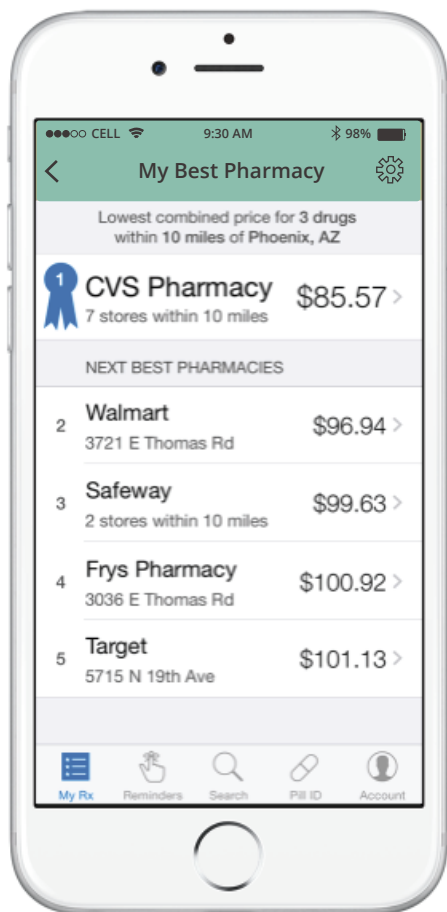 ●●●○○ CELL 9:30 AM 98%
My Best Pharmacy
Lowest combined price for 3 drugs
within 10 miles of Phoenix, AZ
1
CVS Pharmacy $85.57
7 stores within 10 miles
NEXT BEST PHARMACIES
2 Walmart $96.94
3721 E Thomas Rd
3 Safeway $99.63
2 stores within 10 miles
4 Frys Pharmacy $100.92
3036 E Thomas Rd
5 Target $101.13
5715 N 19th Ave
My Rx Reminders Search Pill ID Account